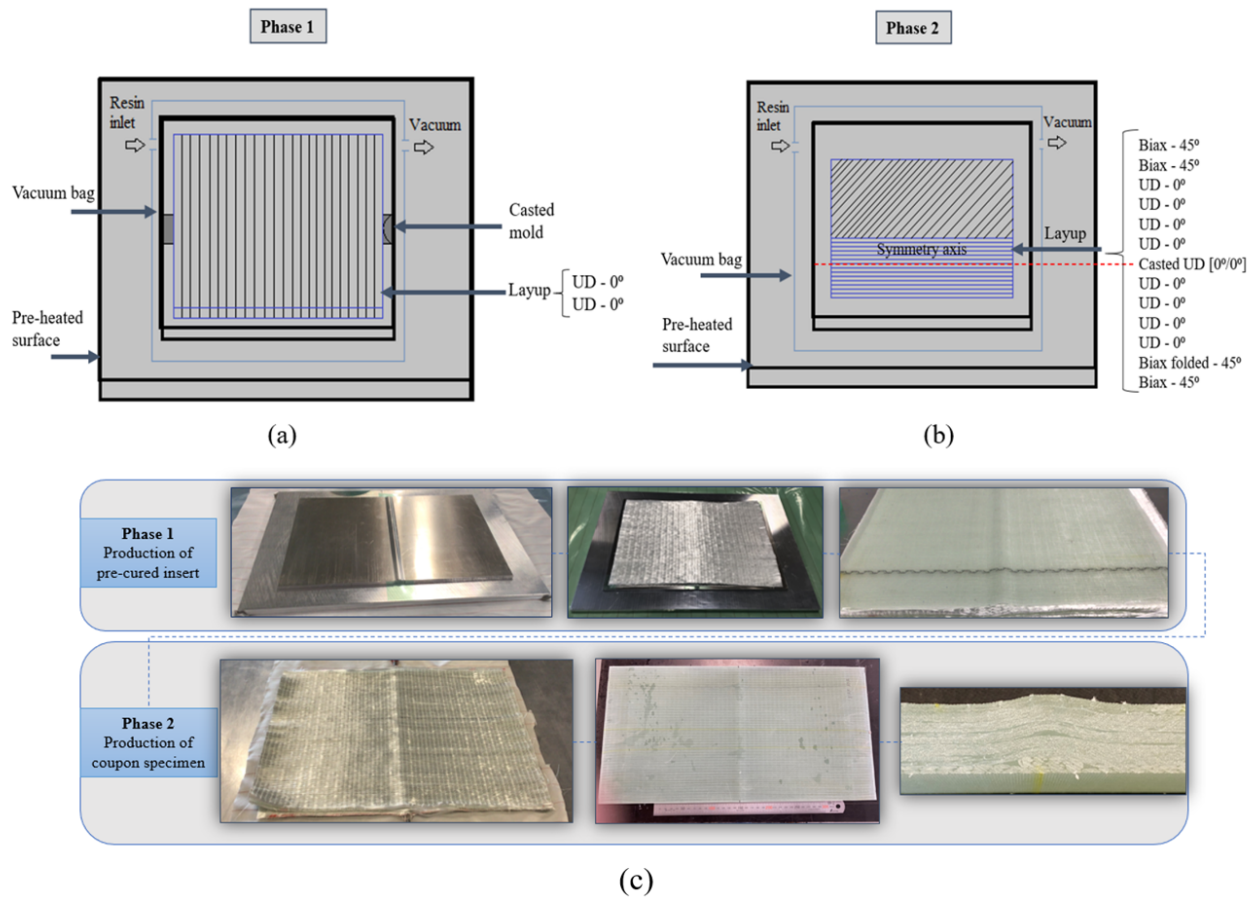 Phase 1
Resin
inlet
Vacuum
Vacuum bag
Casted
mold
Layup
UD - 0º
UD - 0º
Pre-heated
surface
(a)
Phase 2
Resin
inlet
Vacuum
Biax - 45º
Biax - 45º
UD - 0º
UD - 0º
UD - 0º
UD - 0º
Casted UD [0º/0º]
UD - 0º
UD - 0º
UD - 0º
UD - 0º
Biax folded - 45º
Biax - 45º
Layup
Symmetry axis
Vacuum bag
Pre-heated
surface
(b)
Phase 1
Production of
pre-cured insert
Phase 2
Production of
coupon specimen
(c)